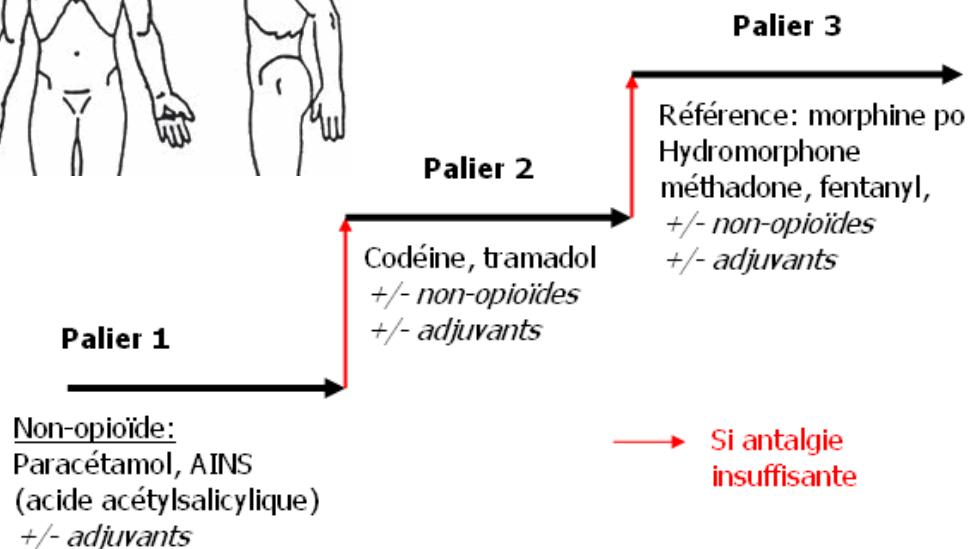 Palier 3
Référence: morphine po
Hydromorphone
méthadone, fentanyl,
+/- non-opioïdes
+/- adjuvants
Palier 2
Codéine, tramadol
+/- non-opioïdes
+/- adjuvants
Palier 1
Non-opioïde:
Paracétamol, AINS
(acide acétylsalicylique)
+/- adjuvants
Si antalgie
insuffisante